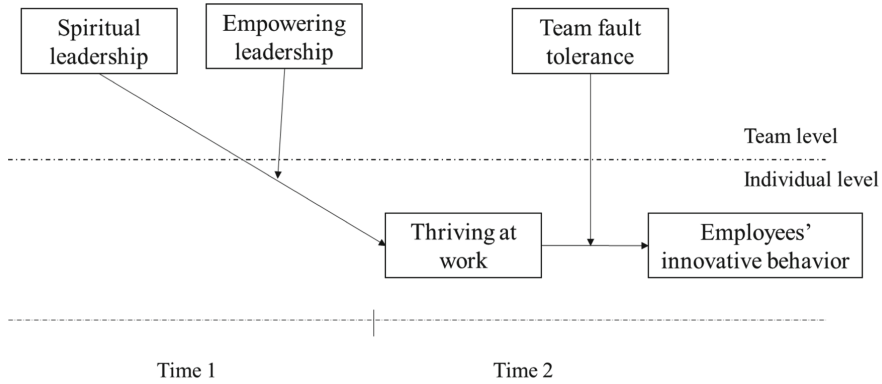 Spiritual
leadership
Empowering
leadership
Team fault
tolerance
Team level
Individual level
Thriving at
work
Employees’
innovative behavior
Time 1
Time 2